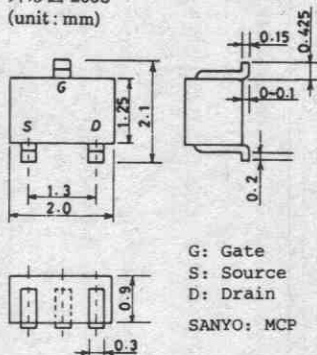 (unit : mm)
G
S
D
1.25
2.1
1.3
2.0
0.15
0.425
0~0.1
0.2
0.9
0.3
G: Gate
S: Source
D: Drain
SANYO: MCP